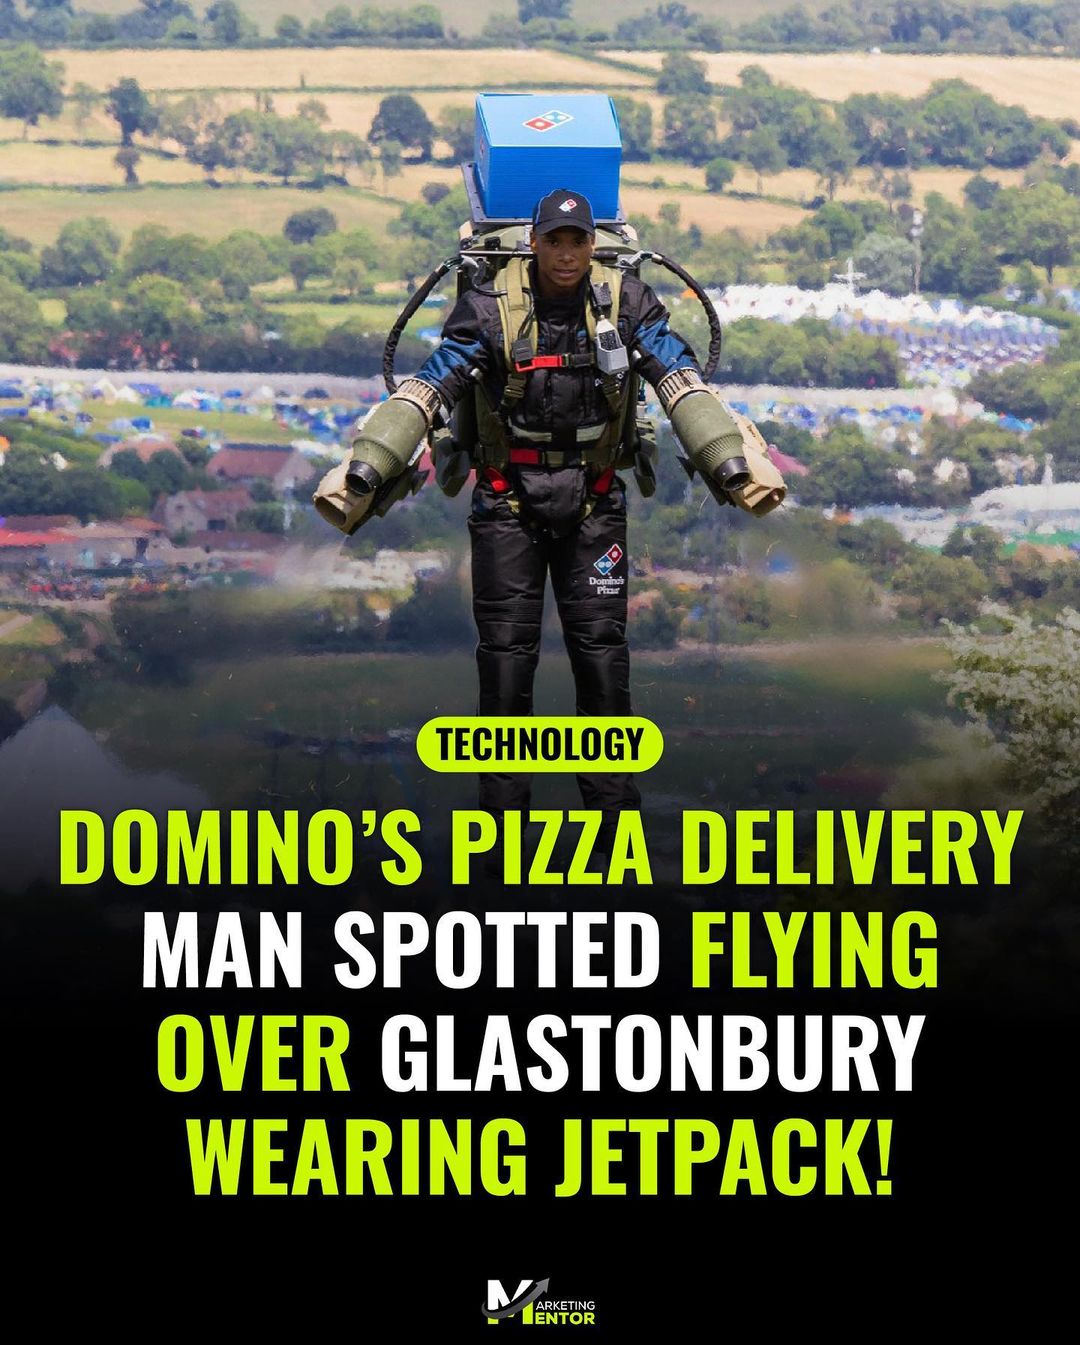 Domino's
Pizza
TECHNOLOGY
DOMINO'S PIZZA DELIVERY
MAN SPOTTED FLYING
OVER GLASTONBURY
WEARING JETPACK!
MARKETING
MENTOR